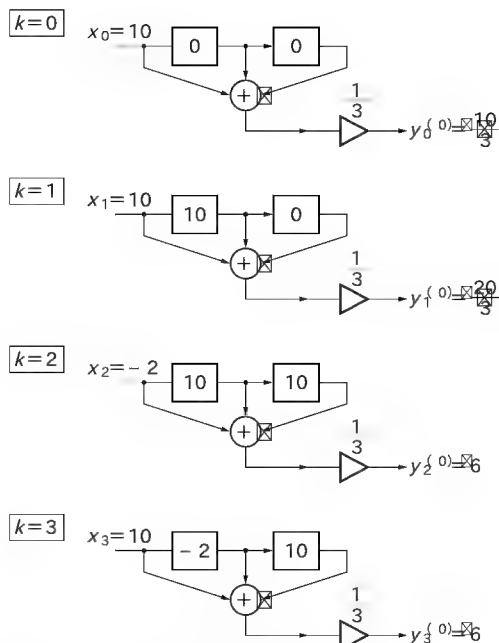 k=0
x0=10
0
0
+
1
3
y0(0)=10
3
k=1
x1=10
10
0
+
1
3
y1(0)=20
3
k=2
x2=-2
10
10
+
1
3
y2(0)=6
k=3
x3=10
-2
10
+
1
3
y3(0)=6